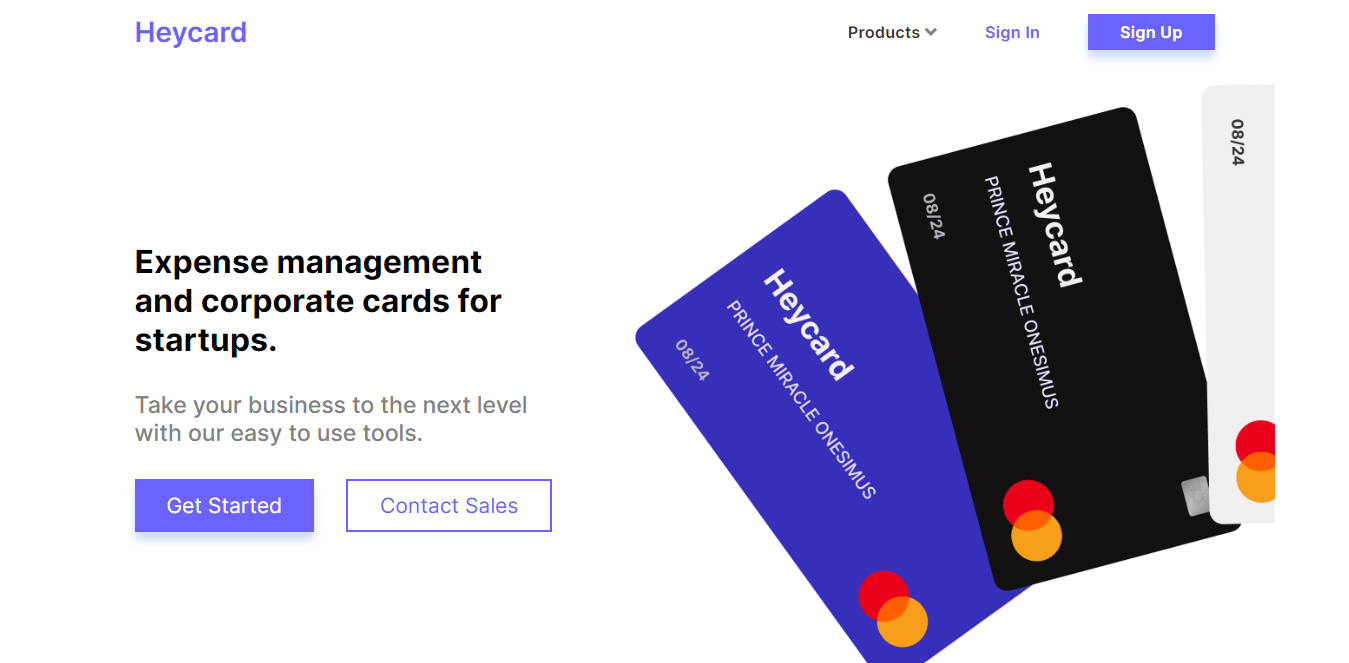 Heycard
Products
Sign In
Sign Up
Expense management
and corporate cards for
startups.
Take your business to the next level
with our easy to use tools.
Get Started
Contact Sales
Heycard
PRINCE MIRACLE ONESIMUS
08/24
Heycard
PRINCE MIRACLE ONESIMUS
08/24
08/24